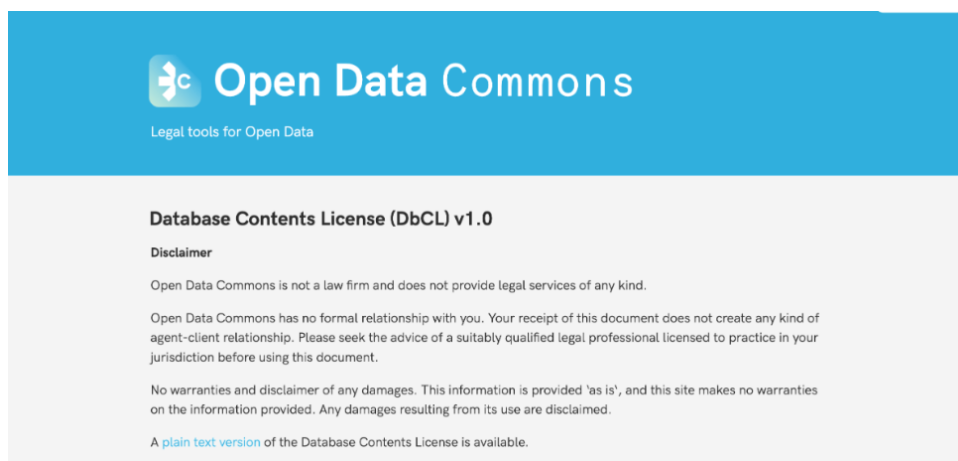 c Open Data Commons
Legal tools for Open Data
Database Contents License (DbCL) v1.0
Disclaimer
Open Data Commons is not a law firm and does not provide legal services of any kind.
Open Data Commons has no formal relationship with you. Your receipt of this document does not create any kind of
agent-client relationship. Please seek the advice of a suitably qualified legal professional licensed to practice in your
jurisdiction before using this document.
No warranties and disclaimer of any damages. This information is provided ‘as is‘, and this site makes no warranties
on the information provided. Any damages resulting from its use are disclaimed.
A plain text version of the Database Contents License is available.